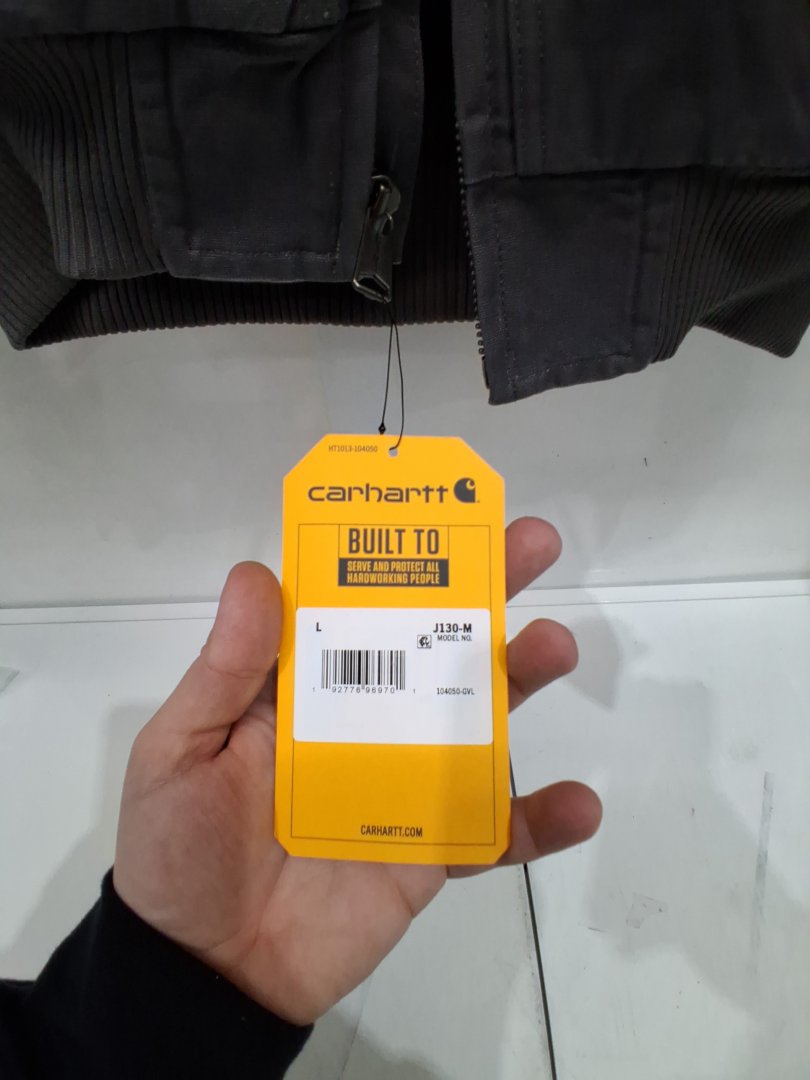 HT1013-104050
carhartt
BUILT TO
SERVE AND PROTECT ALL
HARDWORKING PEOPLE
L
J130-M
MODEL NO.
1 92776 96970 1
104050-GVL
CARHARTT.COM